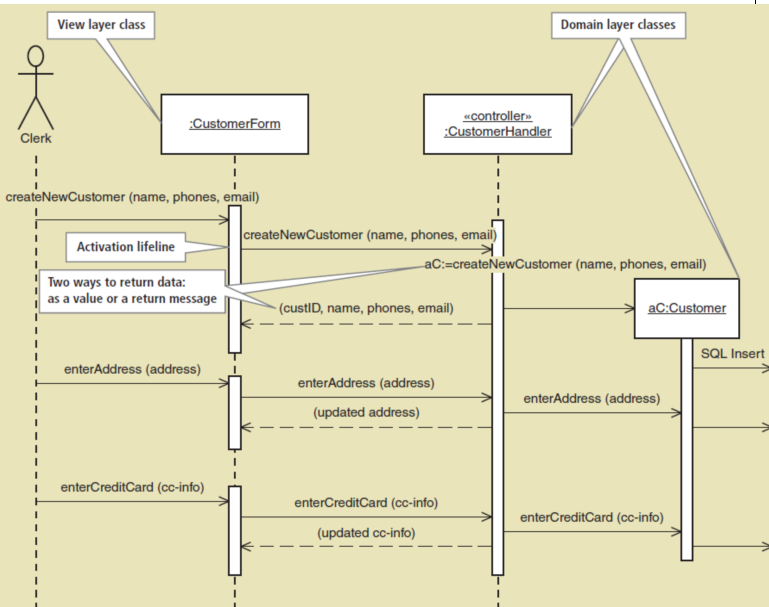 View layer class
Domain layer classes
:CustomerForm
«controller»
:CustomerHandler
Clerk
createNewCustomer (name, phones, email)
createNewCustomer (name, phones, email)
Activation lifeline
aC:=createNewCustomer (name, phones, email)
Two ways to return data:
as a value or a return message
(custID, name, phones, email)
aC:Customer
SQL Insert
enterAddress (address)
enterAddress (address)
enterAddress (address)
(updated address)
enterCreditCard (cc-info)
enterCreditCard (cc-info)
enterCreditCard (cc-info)
(updated cc-info)